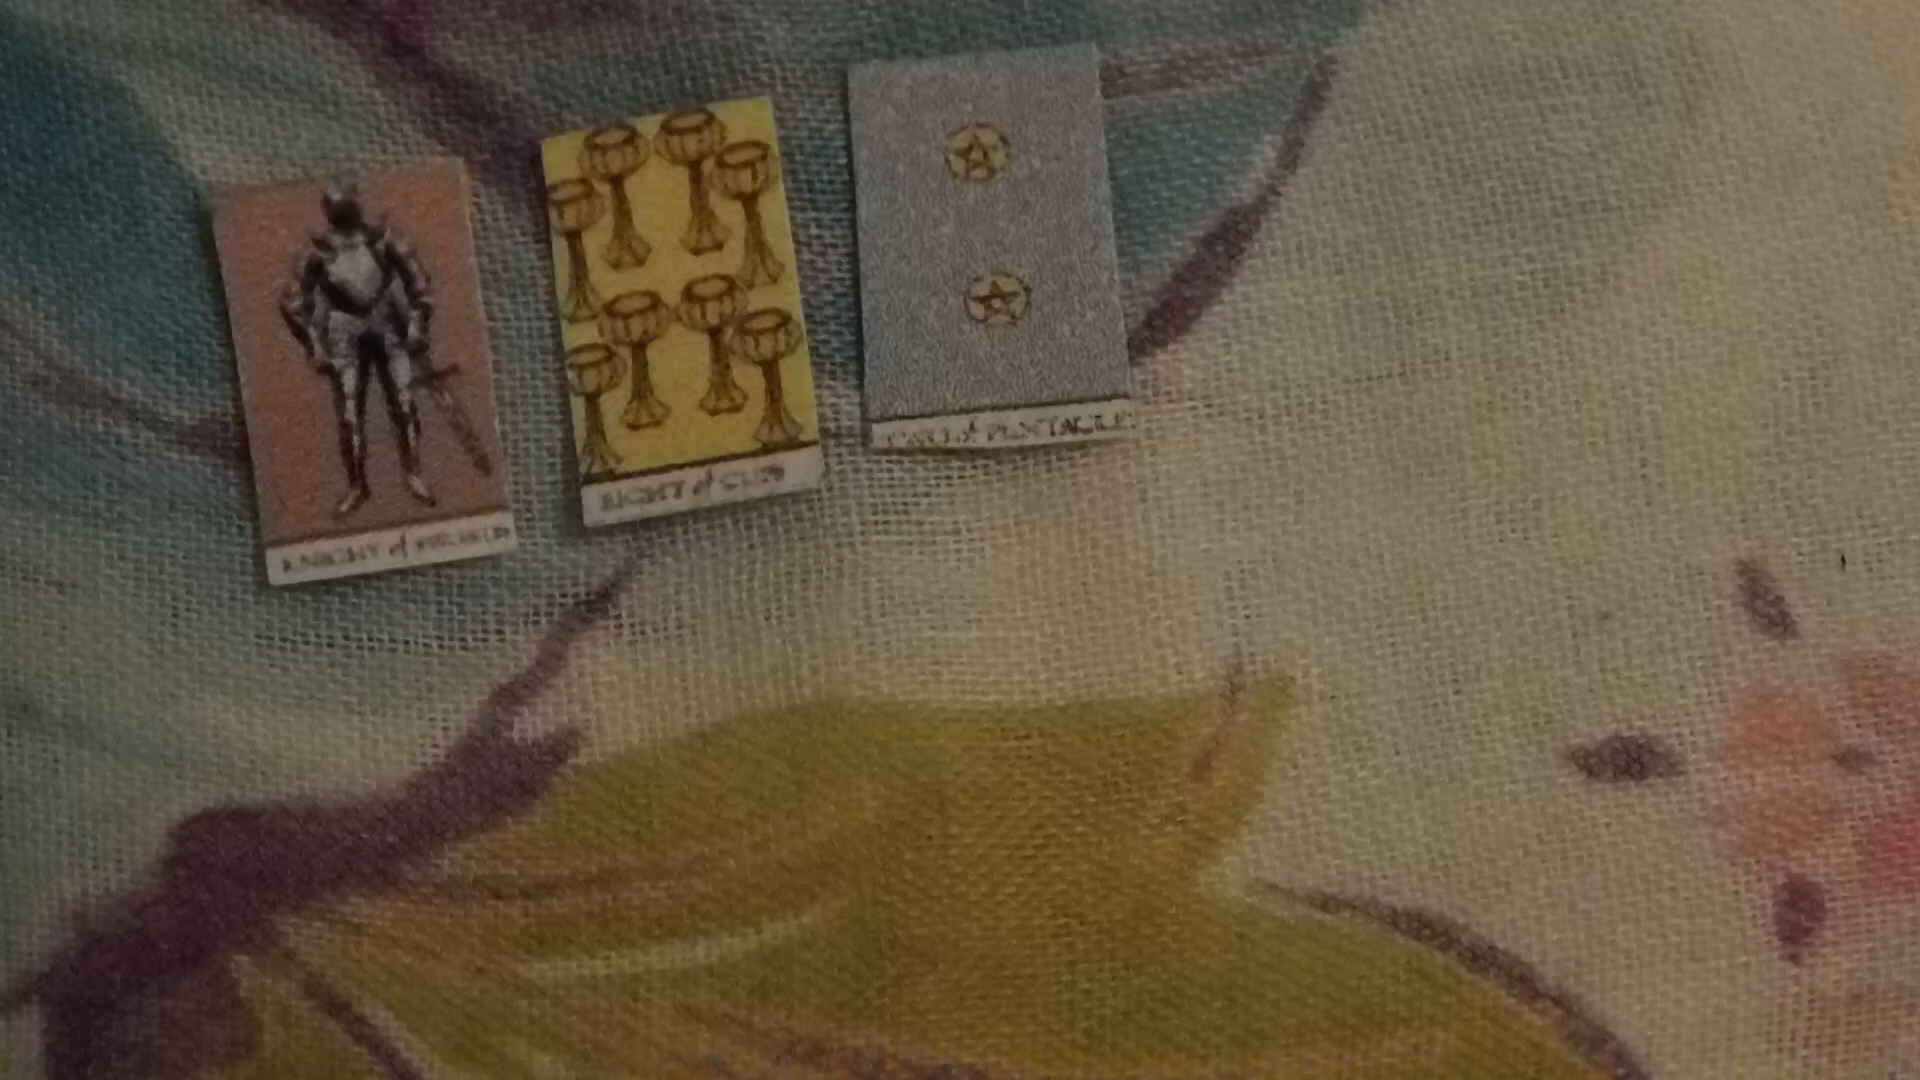 KNIGHT of
EIGHT of CUPS
TWO of PENTACLES